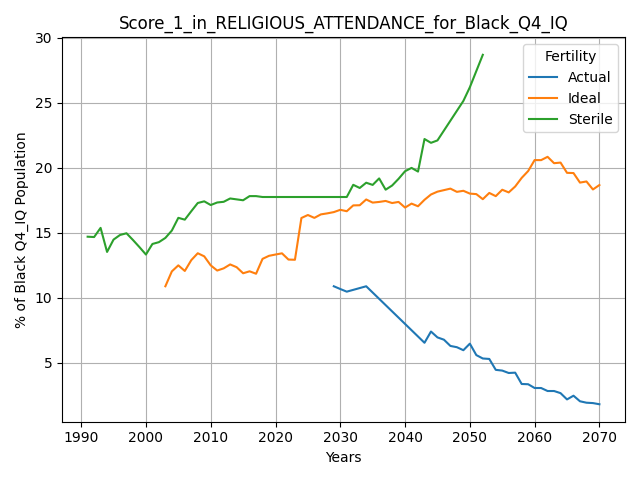 Score_1_in_RELIGIOUS_ATTENDANCE_for_Black_Q4_IQ
% of Black Q4_IQ Population
30
25
20
15
10
5
Fertility
Actual
Ideal
Sterile
1990 2000 2010 2020 2030 2040 2050 2060 2070
Years